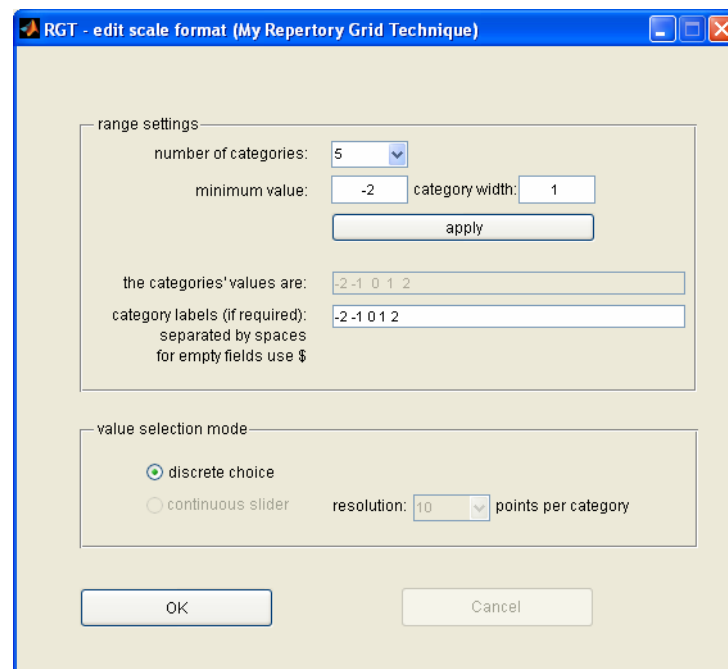 RGT - edit scale format (My Repertory Grid Technique)
range settings
number of categories: 5
minimum value: -2 category width: 1
apply
the categories' values are: -2 -1 0 1 2
category labels (if required): -2 -1 0 1 2
separated by spaces
for empty fields use $
value selection mode
discrete choice
continuous slider resolution: 10 points per category
OK Cancel